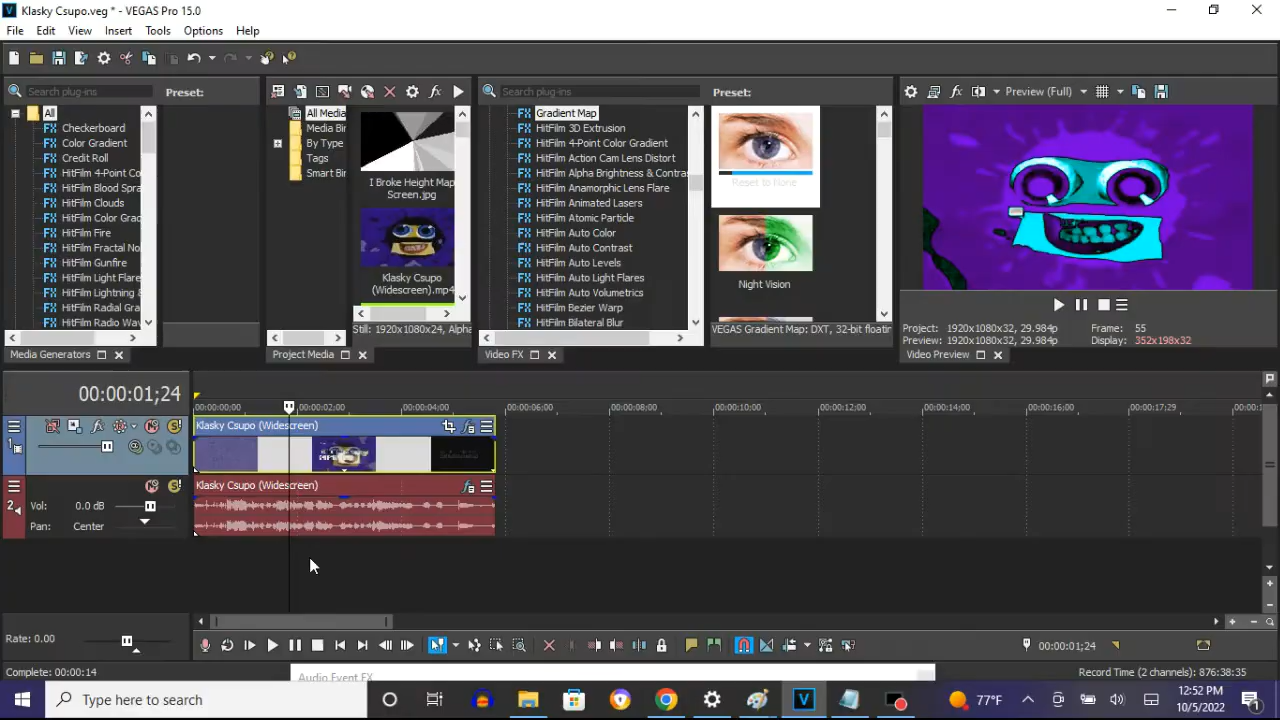 Klasky Csupo.veg * - VEGAS Pro 15.0
File Edit View Insert Tools Options Help
Search plug-ins
Preset:
Search plug-ins
Preset:
Preview (Full)
All
Checkerboard
Color Gradient
Credit Roll
HitFilm 4-Point Co
HitFilm Blood Spra
HitFilm Clouds
HitFilm Color Grad
HitFilm Fire
HitFilm Fractal No
HitFilm Gunfire
HitFilm Light Flare
HitFilm Lightning &
HitFilm Radial Gra
HitFilm Radio Wav
All Media
Media Bin
By Type
Tags
Smart Bin
I Broke Height Map
Screen.jpg
Klasky Csupo
(Widescreen).mp4
Still: 1920x1080x24, Alpha
Gradient Map
HitFilm 3D Extrusion
HitFilm 4-Point Color Gradient
HitFilm Action Cam Lens Distort
HitFilm Alpha Brightness & Contras
HitFilm Anamorphic Lens Flare
HitFilm Animated Lasers
HitFilm Atomic Particle
HitFilm Auto Color
HitFilm Auto Contrast
HitFilm Auto Levels
HitFilm Auto Light Flares
HitFilm Auto Volumetrics
HitFilm Bezier Warp
HitFilm Bilateral Blur
Reset to None
Night Vision
VEGAS Gradient Map: DXT, 32-bit floatin
Project: 1920x1080x32, 29.984p
Preview: 1920x1080x32, 29.984p
Frame: 55
Display: 352x198x32
Media Generators
Project Media
Video FX
Video Preview
00:00:01;24
00:00:00;00 00:00:02;00 00:00:04;00 00:00:06;00 00:00:08;00 00:00:10;00 00:00:12;00 00:00:14;00 00:00:16;00 00:00:17;29
Klasky Csupo (Widescreen)
Klasky Csupo (Widescreen)
2
Vol: 0.0 dB
Pan: Center
Rate: 0.00
00:00:01;24
Complete: 00:00:14
Audio Event FX
Record Time (2 channels): 876:38:35
Type here to search
77°F
12:52 PM
10/5/2022